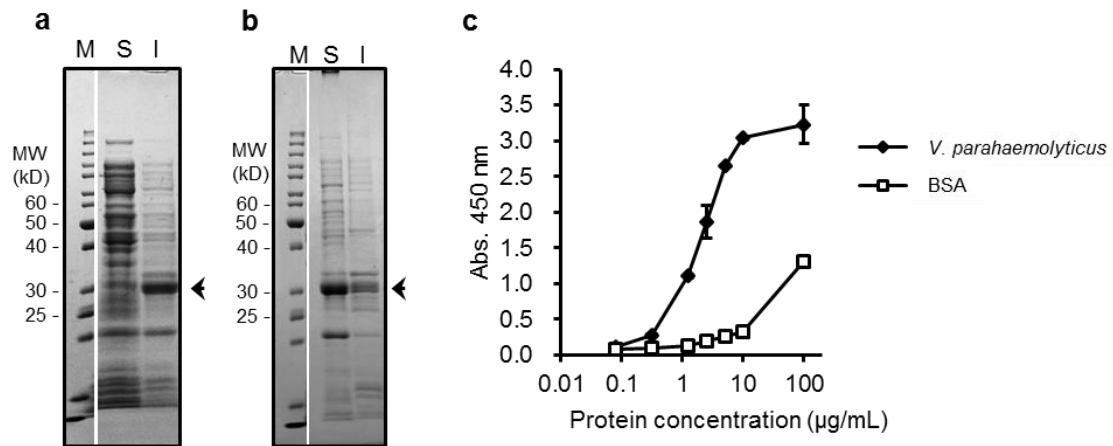 a
M S I
MW
(kD)
60 -
50 -
40 -
30 -
25 -
b
M S I
MW
(kD)
60 -
50 -
40 -
30 -
25 -
c
4.0
3.5
3.0
2.5
2.0
1.5
1.0
0.5
0.0
Abs. 450 nm
0.01 0.1 1 10 100
Protein concentration (µg/mL)
V. parahaemolyticus
BSA